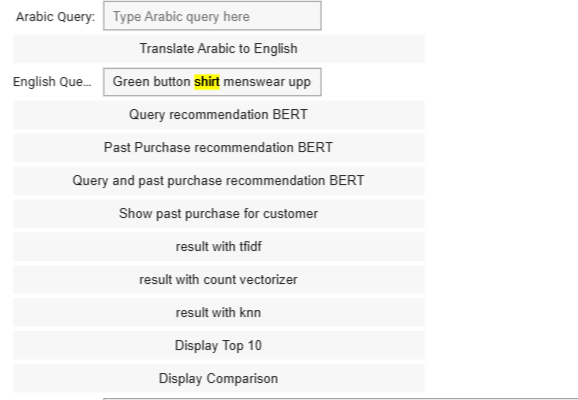 Arabic Query: Type Arabic query here
Translate Arabic to English
English Que... Green button shirt menswear upp
Query recommendation BERT
Past Purchase recommendation BERT
Query and past purchase recommendation BERT
Show past purchase for customer
result with tfidf
result with count vectorizer
result with knn
Display Top 10
Display Comparison